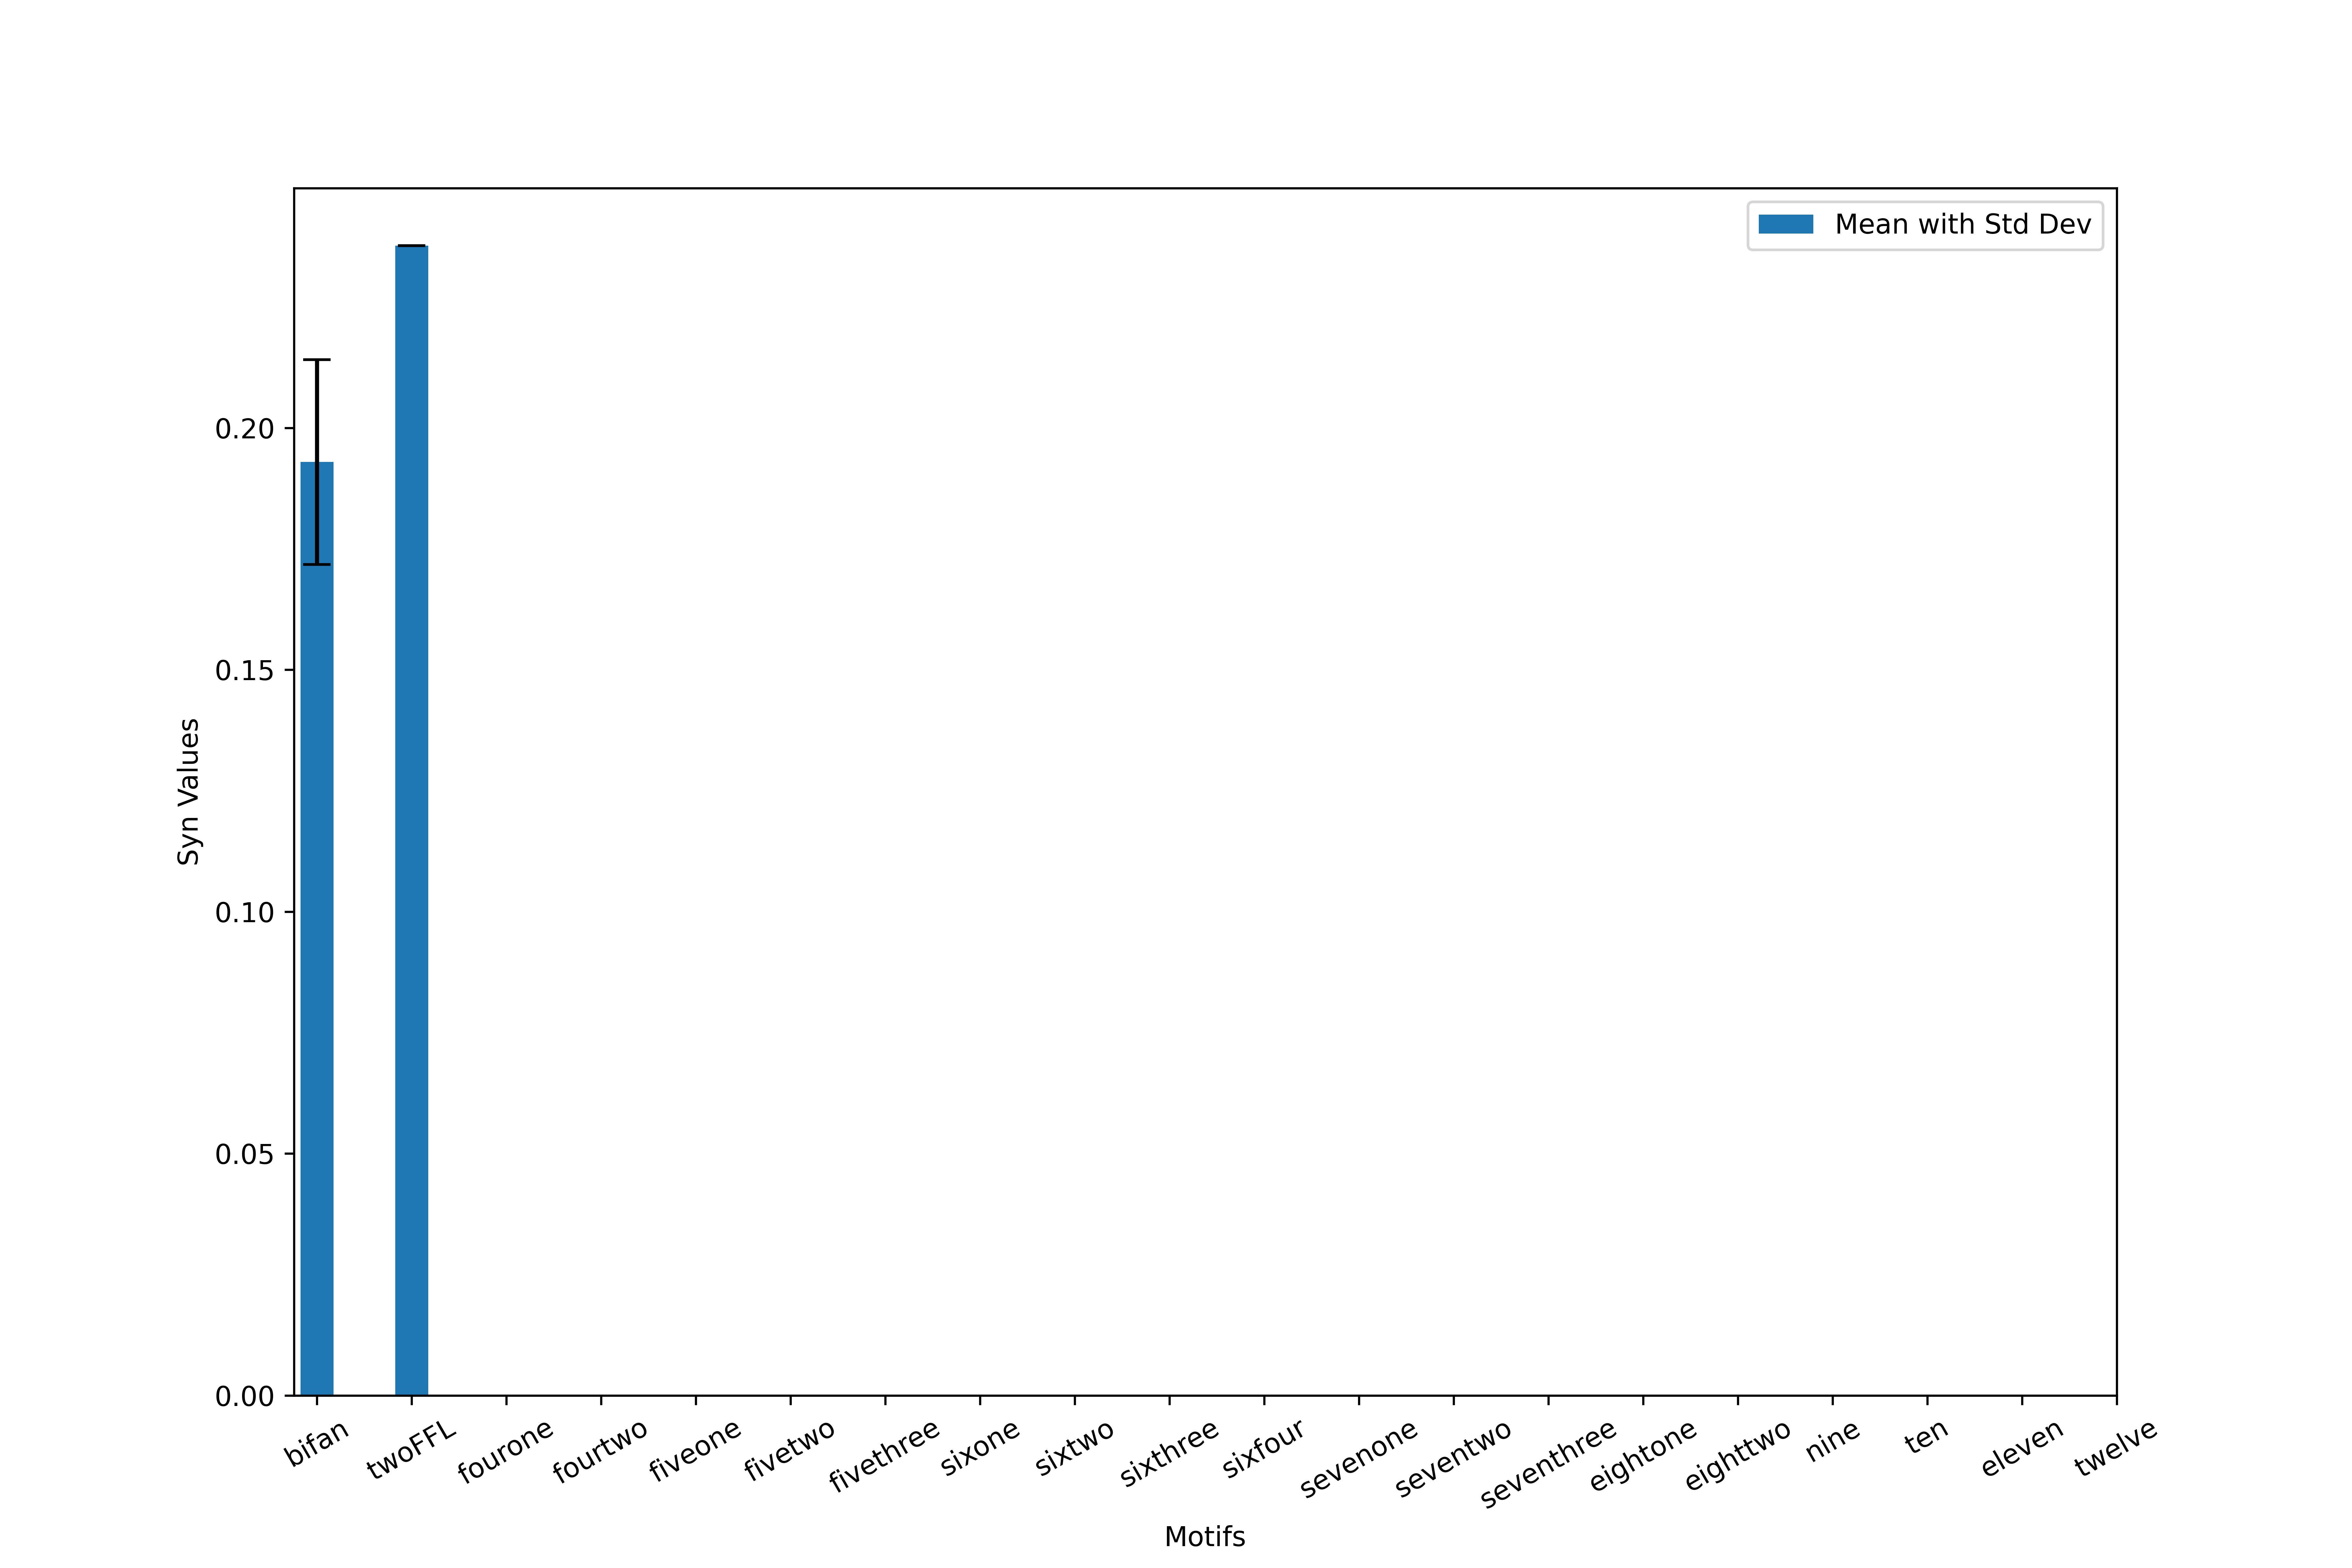 Mean with Std Dev
0.20
0.15
0.10
0.05
0.00
Syn Values
bifan
twoFFL
fourone
fourtwo
fiveone
fivetwo
fivethree
sixone
sixtwo
sixthree
sixfour
sevenone
seventwo
seventhree
eightone
eighttwo
nine
ten
eleven
twelve
Motifs